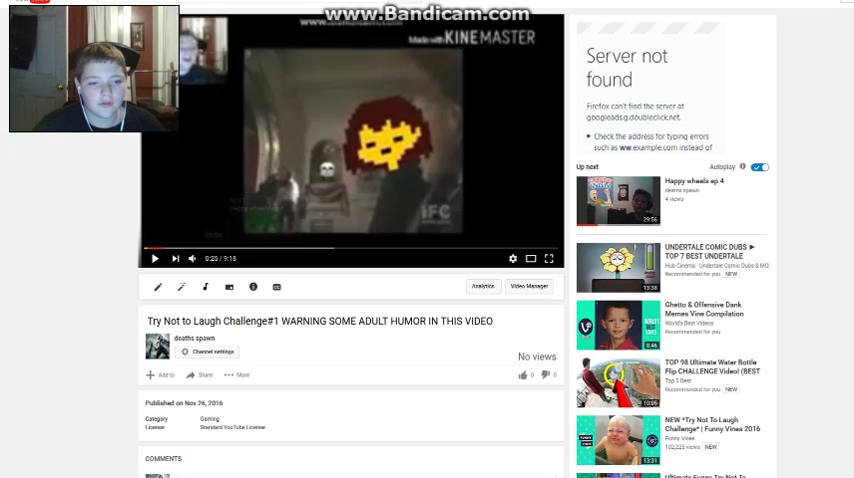 www.Bandicam.com
Made with KINEMASTER
IFC
0:25 / 9:18
Analytics
Video Manager
Try Not to Laugh Challenge#1 WARNING SOME ADULT HUMOR IN THIS VIDEO
deaths spawn
Channel settings
No views
Add to
Share
More
0
0
Published on Nov 26, 2016
Category
Gaming
License
Standard YouTube License
COMMENTS
Server not
found
Firefox can't find the server at
googleads.g.doubleclick.net.
Check the address for typing errors
such as ww.example.com instead of
Up next
Autoplay
Happy wheels ep 4
deaths spawn
4 views
29:56
UNDERTALE COMIC DUBS ►
TOP 7 BEST UNDERTALE
Hub Cinema - Undertale Comic Dubs & MO
Recommended for you NEW
13:38
Ghetto & Offensive Dank
Memes Vine Compilation
World's Best Videos
Recommended for you
8:46
TOP 98 Ultimate Water Bottle
Flip CHALLENGE Video! (BEST
Top 5 Best
Recommended for you NEW
10:05
NEW *Try Not To Laugh
Challenge* | Funny Vines 2016
Funny Vines
102,225 views NEW
13:31
Ultimate Funny Try Not To